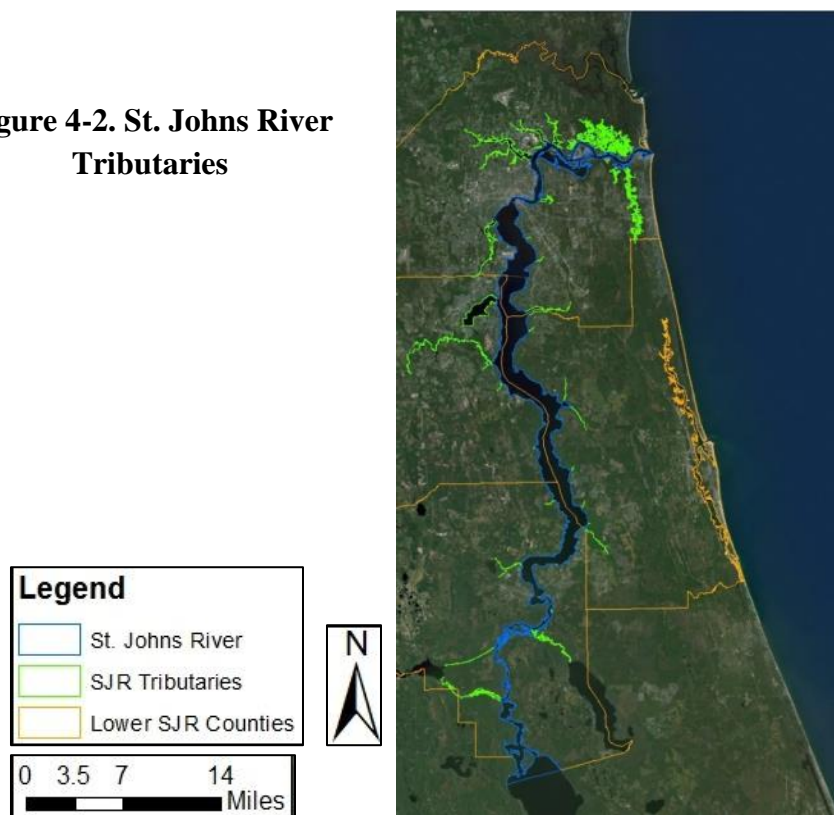 gure 4-2. St. Johns River
Tributaries
Legend
St. Johns River
SJR Tributaries
Lower SJR Counties
N
0 3.5 7 14
Miles